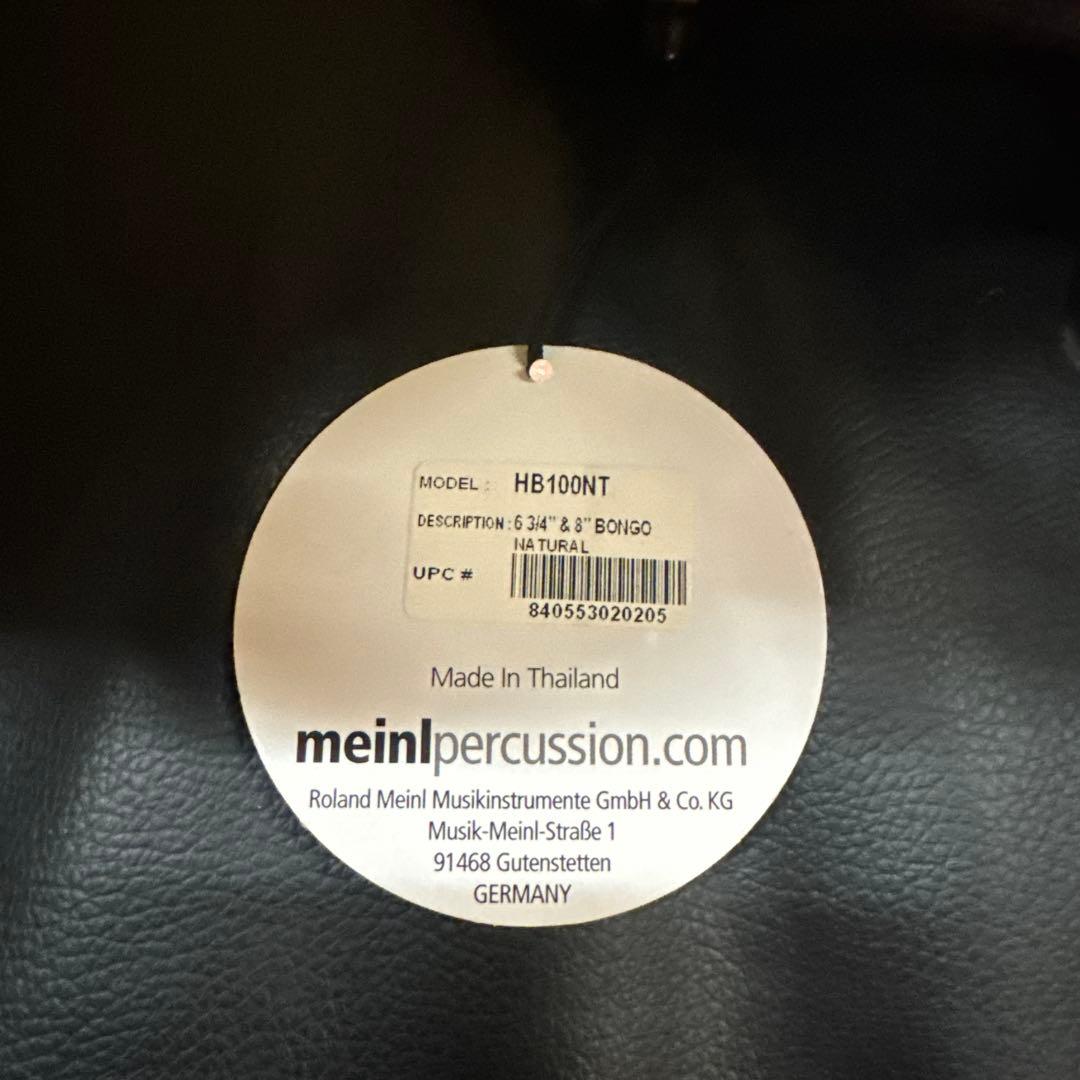 MODEL : HB100NT
DESCRIPTION : 6 3/4" & 8" BONGO
NATURAL
UPC #
840553020205
Made In Thailand
meinlpercussion.com
Roland Meinl Musikinstrumente GmbH & Co. KG
Musik-Meinl-Straße 1
91468 Gutenstetten
GERMANY